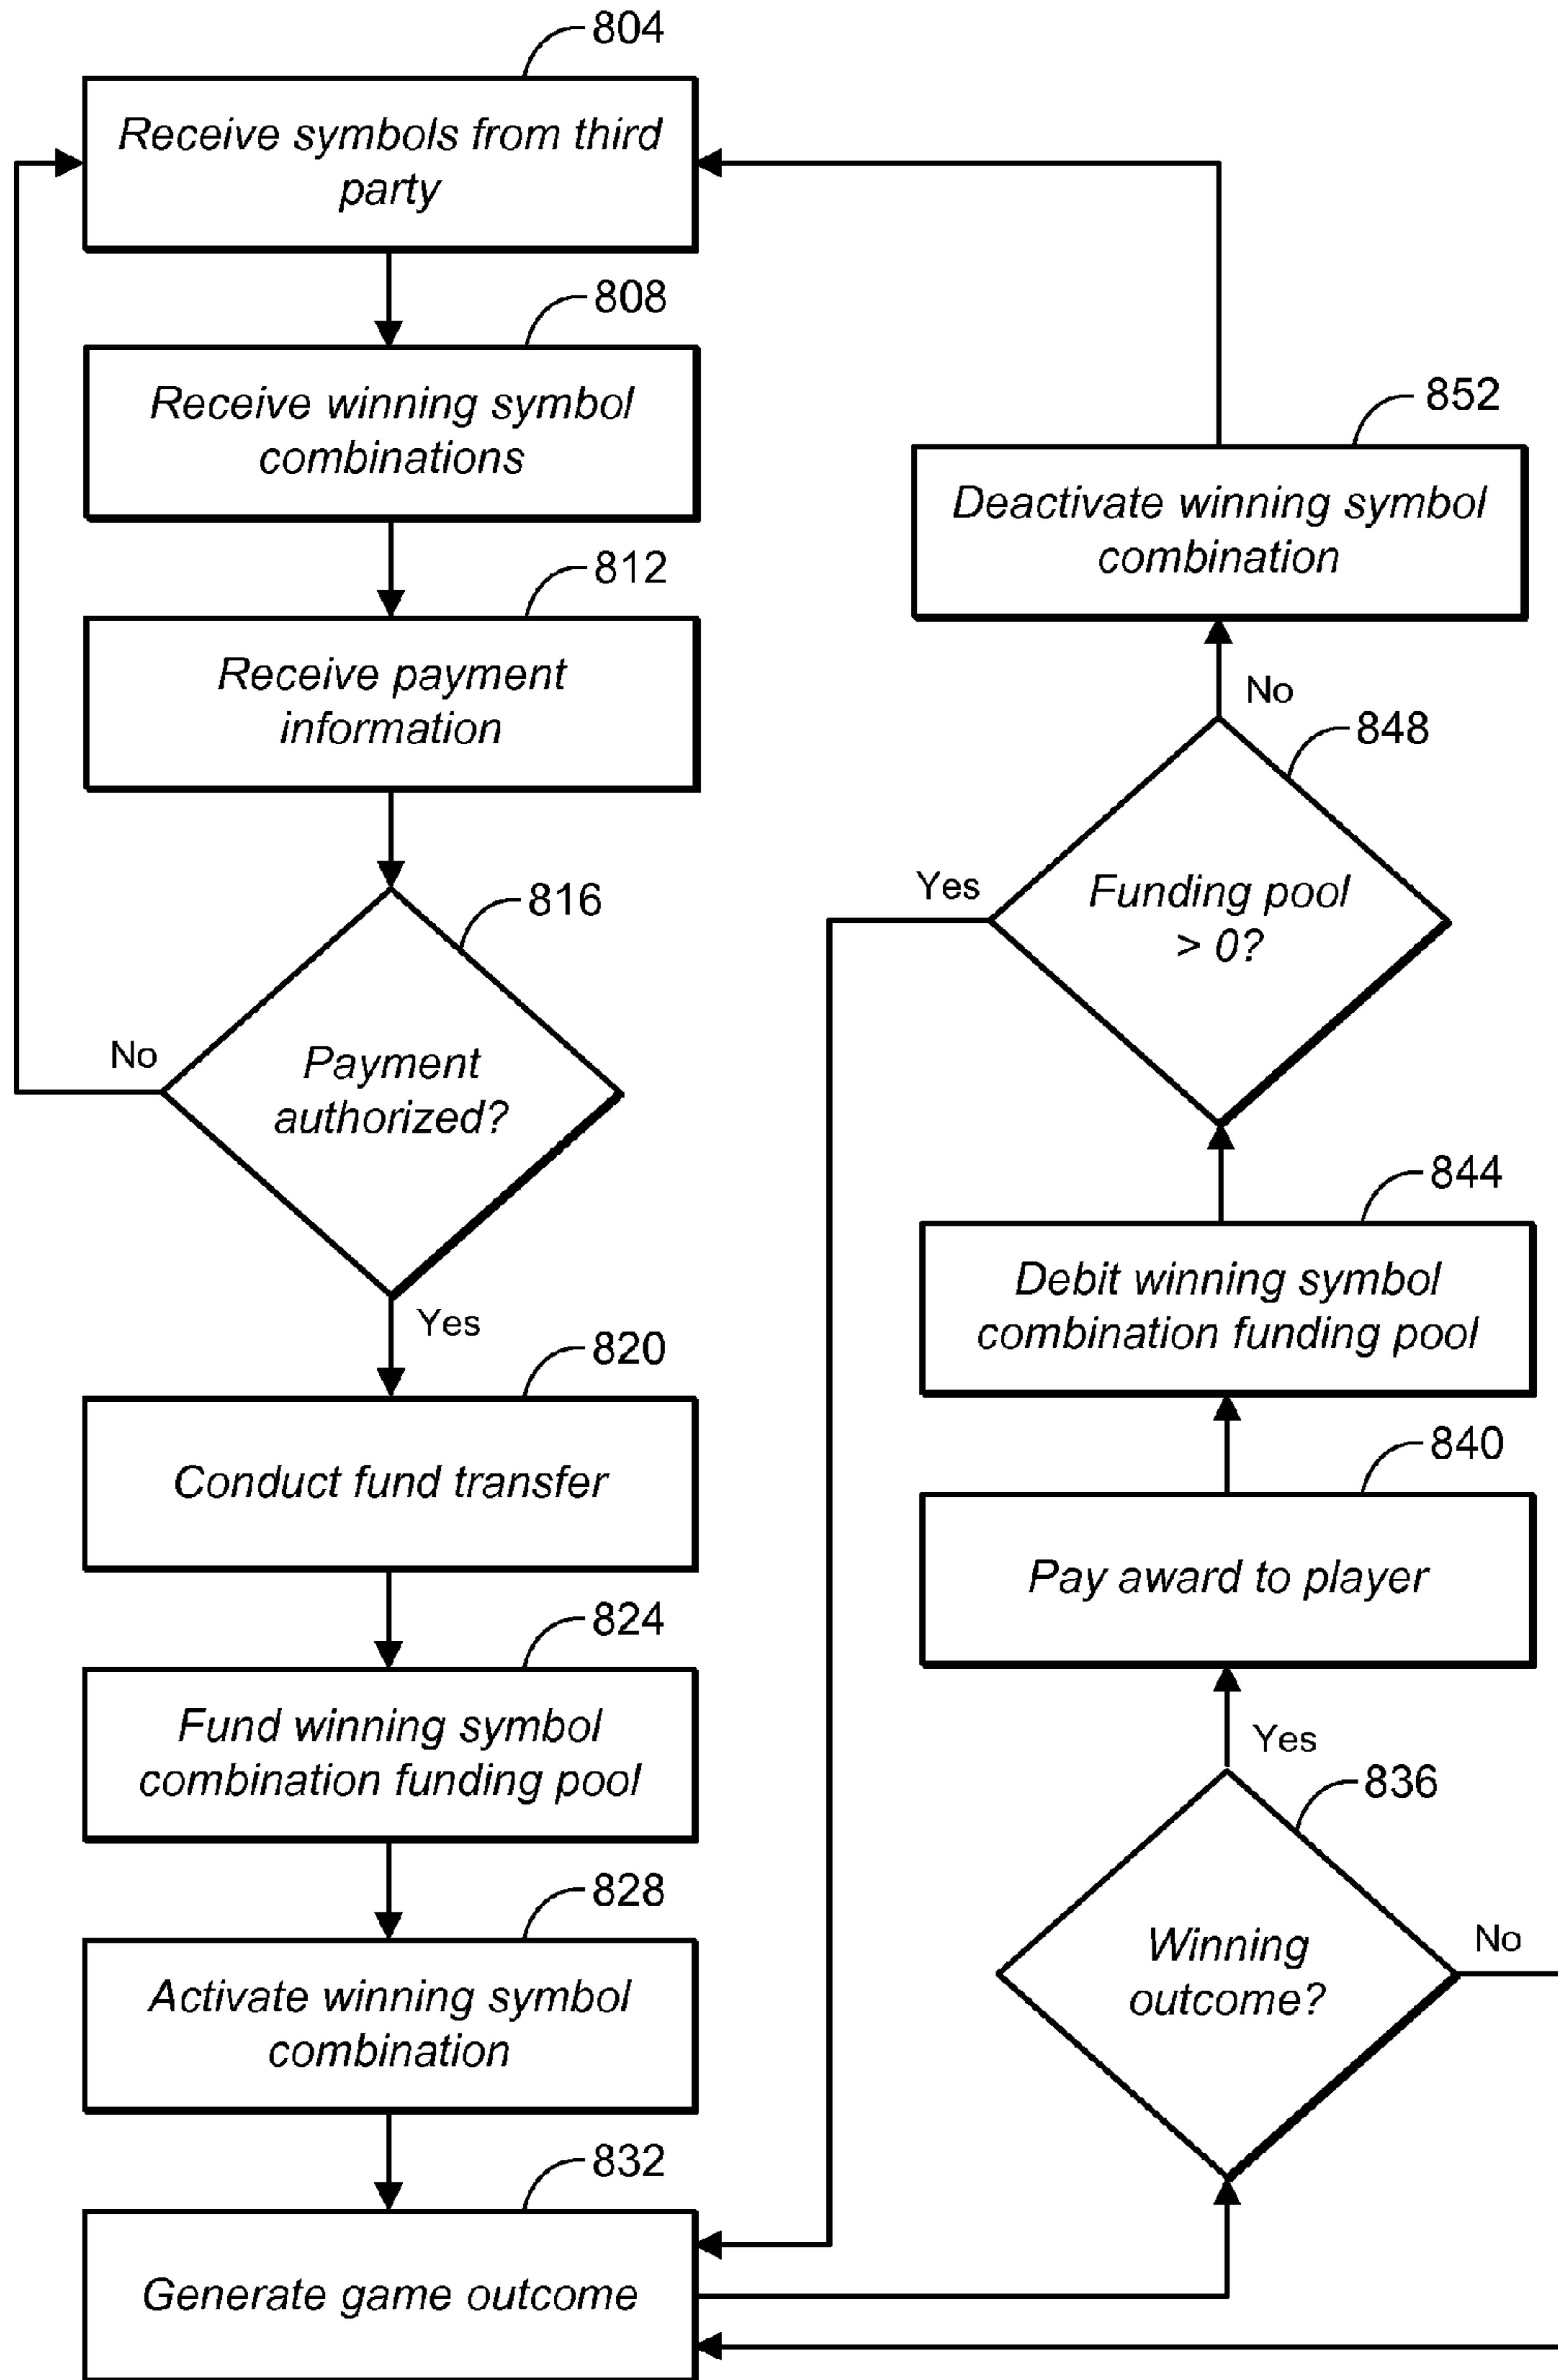 804
Receive symbols from third
party
808
Receive winning symbol
combinations
812
Receive payment
information
816
Payment
authorized?
No
Yes
820
Conduct fund transfer
824
Fund winning symbol
combination funding pool
828
Activate winning symbol
combination
832
Generate game outcome
852
Deactivate winning symbol
combination
No
848
Yes
Funding pool
> 0?
844
Debit winning symbol
combination funding pool
840
Pay award to player
Yes
836
Winning
outcome?
No